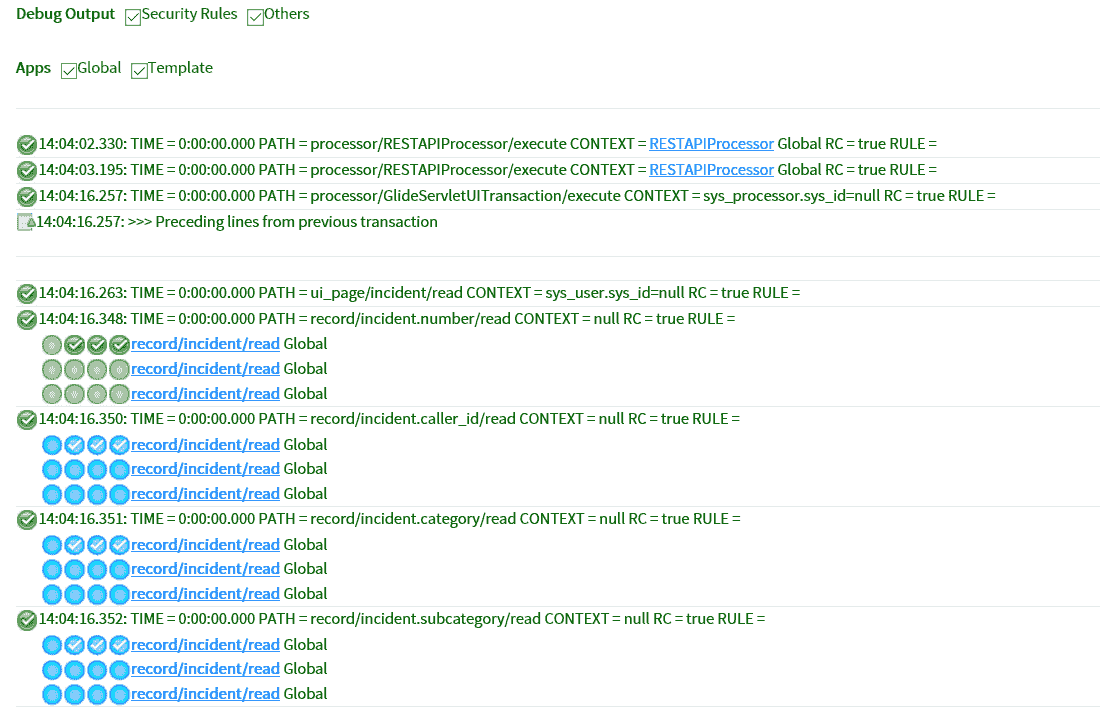 Debug Output Security Rules Others
Apps Global Template
14:04:02.330: TIME = 0:00:00.000 PATH = processor/RESTAPIProcessor/execute CONTEXT = RESTAPIProcessor Global RC = true RULE =
14:04:03.195: TIME = 0:00:00.000 PATH = processor/RESTAPIProcessor/execute CONTEXT = RESTAPIProcessor Global RC = true RULE =
14:04:16.257: TIME = 0:00:00.000 PATH = processor/GlideServletUITransaction/execute CONTEXT = sys_processor.sys_id=null RC = true RULE =
14:04:16.257: >>> Preceding lines from previous transaction
14:04:16.263: TIME = 0:00:00.000 PATH = ui_page/incident/read CONTEXT = sys_user.sys_id=null RC = true RULE =
14:04:16.348: TIME = 0:00:00.000 PATH = record/incident.number/read CONTEXT = null RC = true RULE =
record/incident/read Global
record/incident/read Global
record/incident/read Global
14:04:16.350: TIME = 0:00:00.000 PATH = record/incident.caller_id/read CONTEXT = null RC = true RULE =
record/incident/read Global
record/incident/read Global
record/incident/read Global
14:04:16.351: TIME = 0:00:00.000 PATH = record/incident.category/read CONTEXT = null RC = true RULE =
record/incident/read Global
record/incident/read Global
record/incident/read Global
14:04:16.352: TIME = 0:00:00.000 PATH = record/incident.subcategory/read CONTEXT = null RC = true RULE =
record/incident/read Global
record/incident/read Global
record/incident/read Global